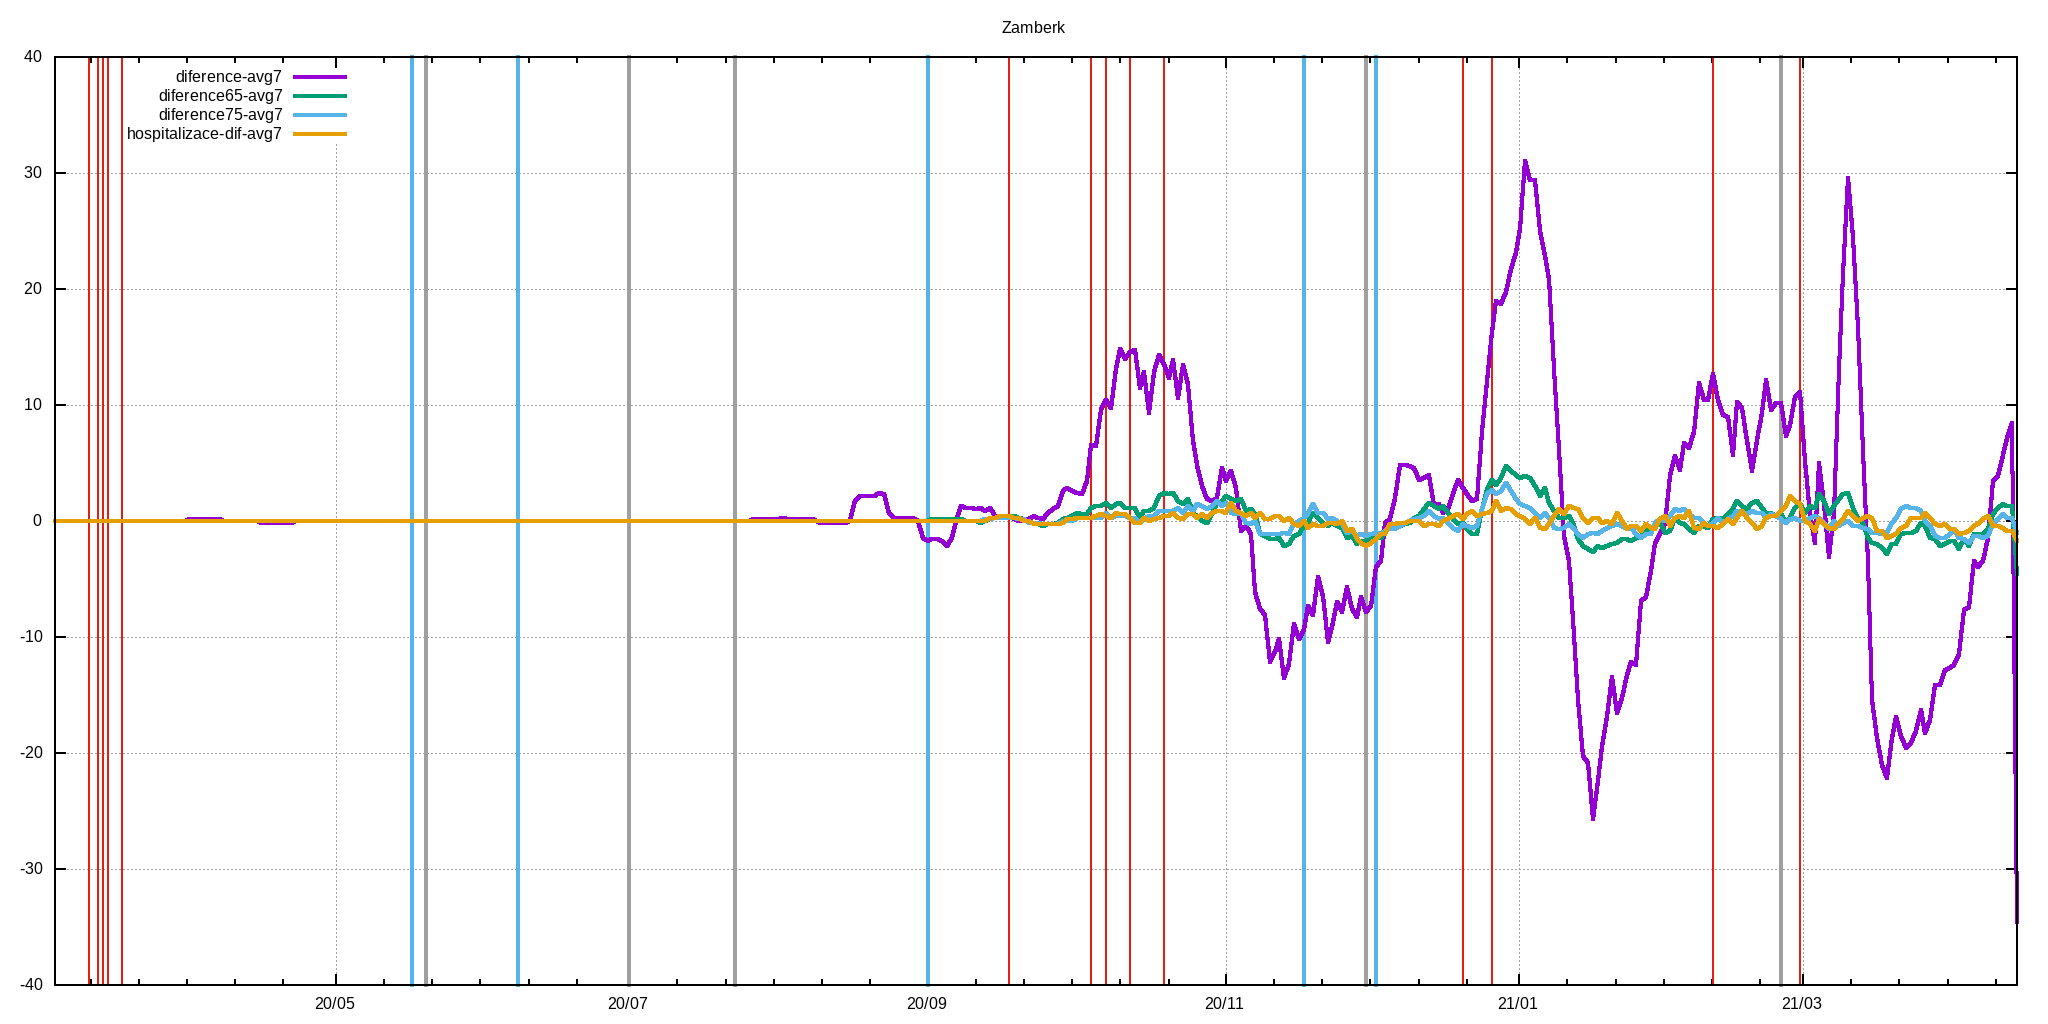 Zamberk
40
diference-avg7
diference65-avg7
diference75-avg7
hospitalizace-dif-avg7
30
20
10
0
-10
-20
-30
-40
20/05 20/07 20/09 20/11 21/01 21/03